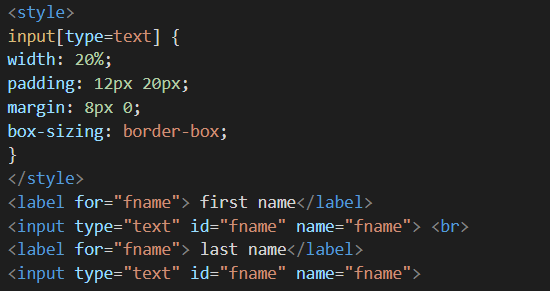 <style>
input[type=text] {
width: 20%;
padding: 12px 20px;
margin: 8px 0;
box-sizing: border-box;
}
</style>
<label for="fname"> first name</label>
<input type="text" id="fname" name="fname"> <br>
<label for="fname"> last name</label>
<input type="text" id="fname" name="fname">